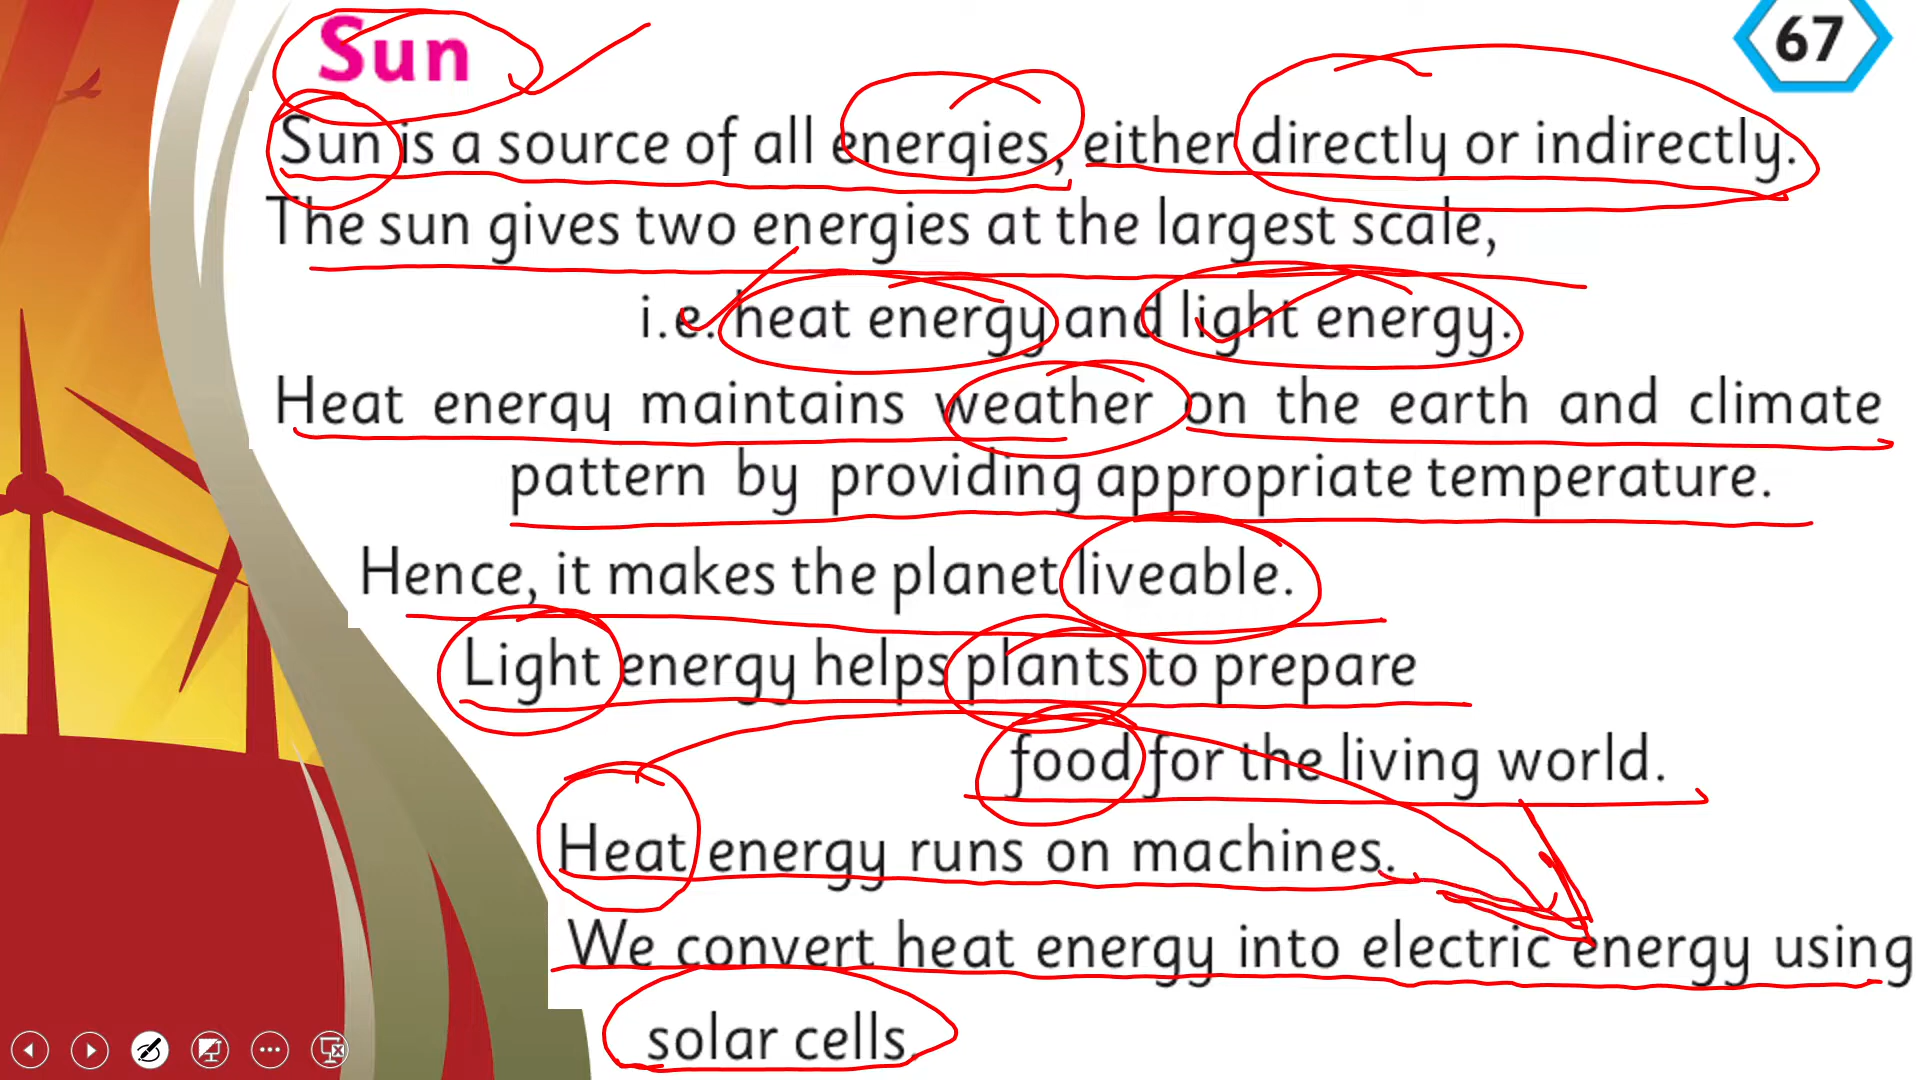 Sun
67
Sun is a source of all energies, either directly or indirectly.
The sun gives two energies at the largest scale,
i.e. heat energy and light energy.
Heat energy maintains weather on the earth and climate
pattern by providing appropriate temperature.
Hence, it makes the planet liveable.
Light energy helps plants to prepare
food for the living world.
Heat energy runs on machines.
We convert heat energy into electric energy using
solar cells.